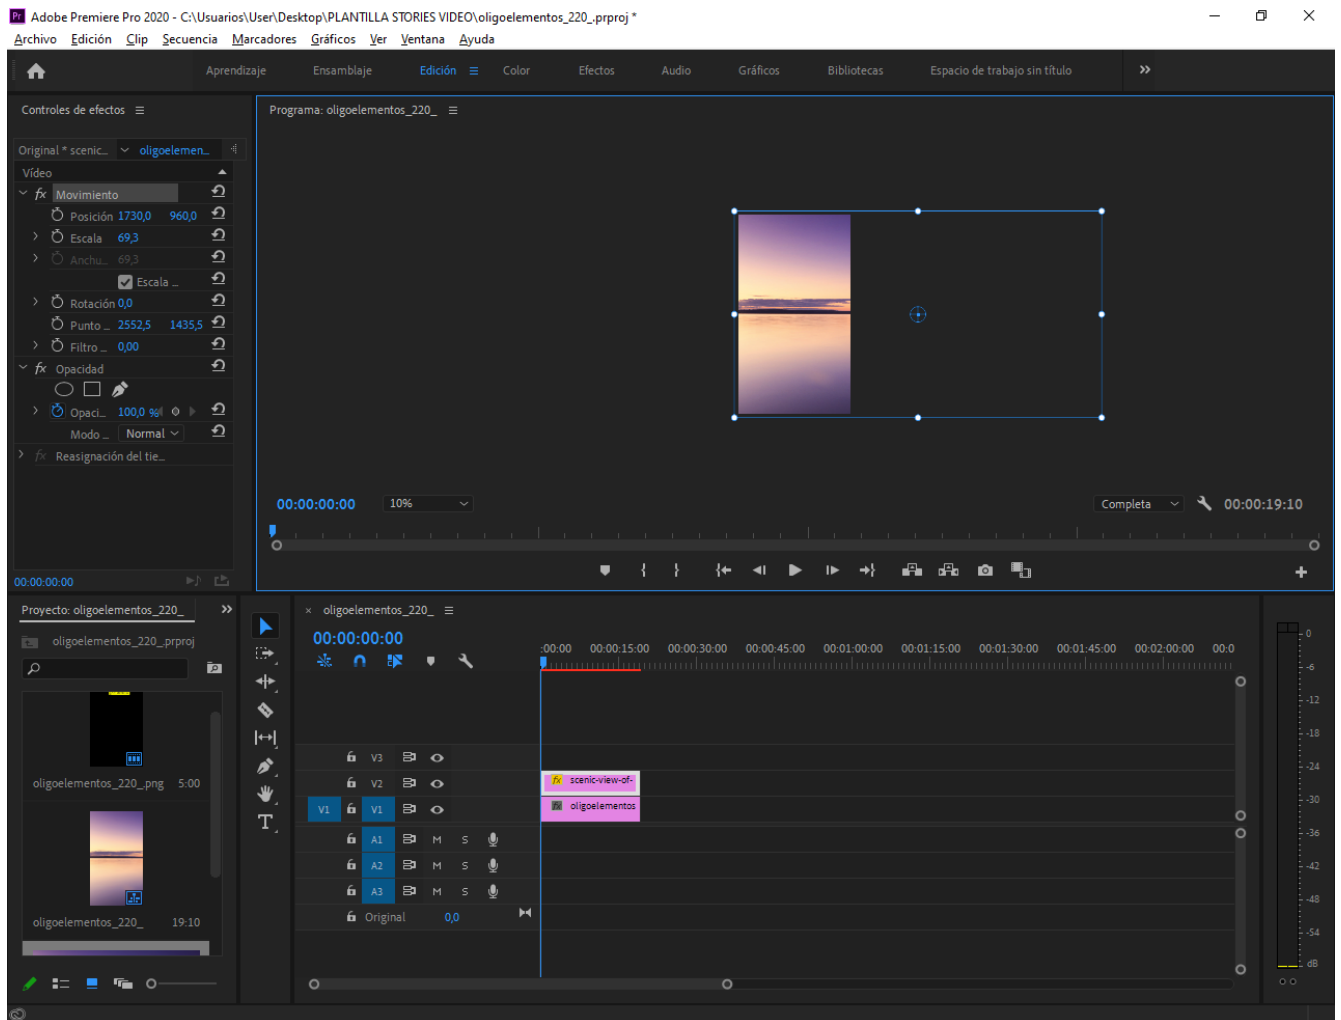 Pr Adobe Premiere Pro 2020 - C:\Usuarios\User\Desktop\PLANTILLA STORIES VIDEO\oligoelementos_220_.prproj *
Archivo Edición Clip Secuencia Marcadores Gráficos Ver Ventana Ayuda
Aprendizaje Ensamblaje Edición Color Efectos Audio Gráficos Bibliotecas Espacio de trabajo sin título
Controles de efectos
Programa: oligoelementos_220_
Original * scenic... oligoelemen...
Vídeo
fx Movimiento
Posición 1730,0 960,0
Escala 69,3
Anchu... 69,3
Escala ...
Rotación 0,0
Punto ... 2552,5 1435,5
Filtro ... 0,00
fx Opacidad
Opaci... 100,0 %
Modo ... Normal
fx Reasignación del tie...
00:00:00:00 10% Completa 00:00:19:10
00:00:00:00
Proyecto: oligoelementos_220_
oligoelementos_220_.prproj
oligoelementos_220_.png 5:00
oligoelementos_220_ 19:10
× oligoelementos_220_
00:00:00:00
:00:00 00:00:15:00 00:00:30:00 00:00:45:00 00:01:00:00 00:01:15:00 00:01:30:00 00:01:45:00 00:02:00:00 00:0
V3
V2 fx scenic-view-of-
V1 V1 fx oligoelementos
A1 M S
A2 M S
A3 M S
Original 0,0
T
0
-6
-12
-18
-24
-30
-36
-42
-48
-54
dB